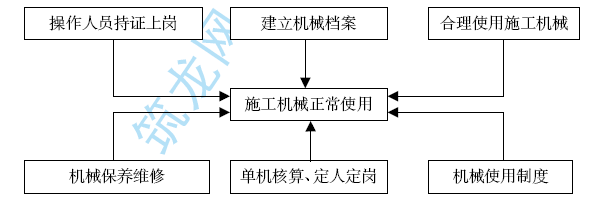 操作人员持证上岗
建立机械档案
合理使用施工机械
施工机械正常使用
机械保养维修
单机核算、定人定岗
机械使用制度
筑龙网